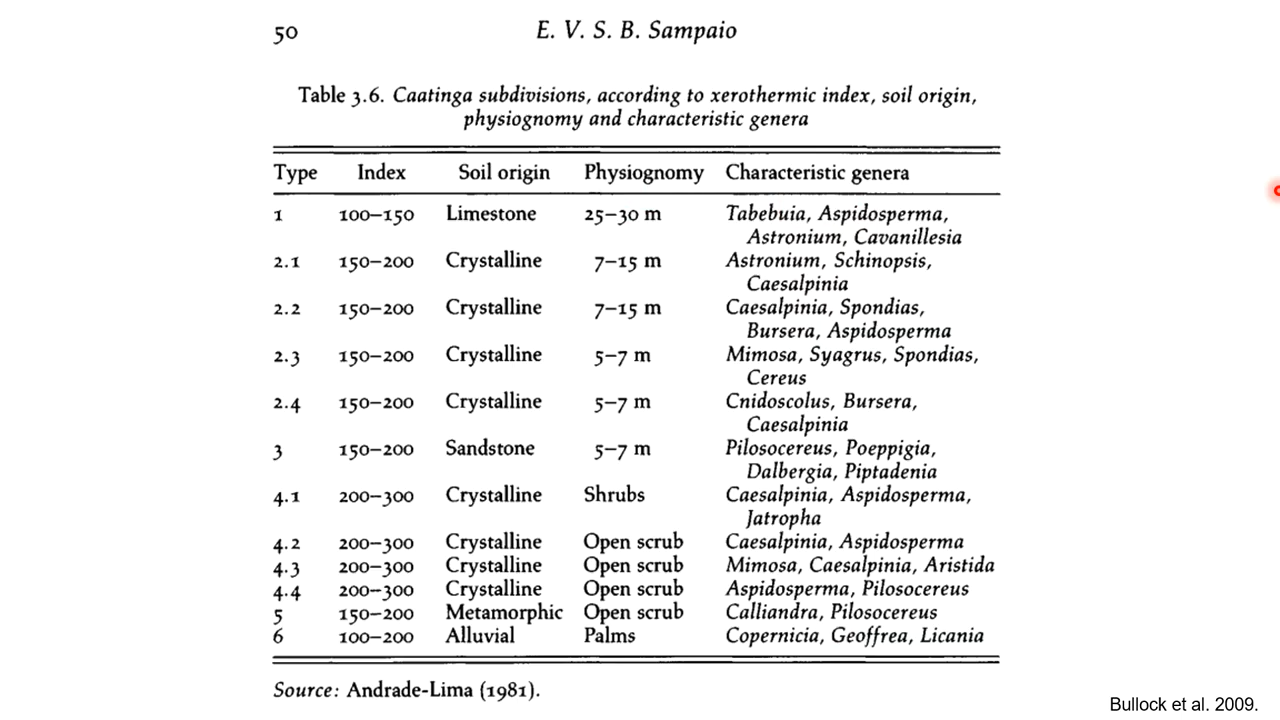 50 E. V. S. B. Sampaio
Table 3.6. Caatinga subdivisions, according to xerothermic index, soil origin,
physiognomy and characteristic genera
Type Index Soil origin Physiognomy Characteristic genera
1 100–150 Limestone 25–30 m Tabebuia, Aspidosperma,
Astronium, Cavanillesia
2.1 150–200 Crystalline 7–15 m Astronium, Schinopsis,
Caesalpinia
2.2 150–200 Crystalline 7–15 m Caesalpinia, Spondias,
Bursera, Aspidosperma
2.3 150–200 Crystalline 5–7 m Mimosa, Syagrus, Spondias,
Cereus
2.4 150–200 Crystalline 5–7 m Cnidoscolus, Bursera,
Caesalpinia
3 150–200 Sandstone 5–7 m Pilosocereus, Poeppigia,
Dalbergia, Piptadenia
4.1 200–300 Crystalline Shrubs Caesalpinia, Aspidosperma,
Jatropha
4.2 200–300 Crystalline Open scrub Caesalpinia, Aspidosperma
4.3 200–300 Crystalline Open scrub Mimosa, Caesalpinia, Aristida
4.4 200–300 Crystalline Open scrub Aspidosperma, Pilosocereus
5 150–200 Metamorphic Open scrub Calliandra, Pilosocereus
6 100–200 Alluvial Palms Copernicia, Geoffrea, Licania
Source: Andrade-Lima (1981).
Bullock et al. 2009.